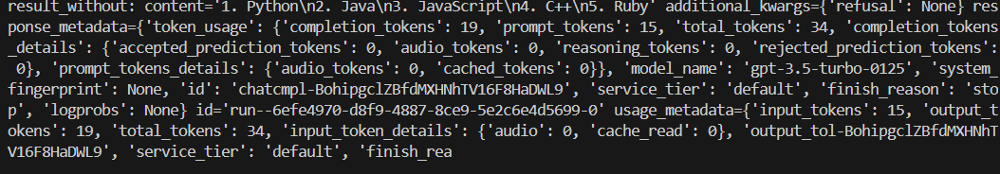 result_without: content='1. Python\n2. Java\n3. JavaScript\n4. C++\n5. Ruby' additional_kwargs={'refusal': None} res
ponse_metadata={'token_usage': {'completion_tokens': 19, 'prompt_tokens': 15, 'total_tokens': 34, 'completion_tokens
_details': {'accepted_prediction_tokens': 0, 'audio_tokens': 0, 'reasoning_tokens': 0, 'rejected_prediction_tokens':
 0}, 'prompt_tokens_details': {'audio_tokens': 0, 'cached_tokens': 0}}, 'model_name': 'gpt-3.5-turbo-0125', 'system_
fingerprint': None, 'id': 'chatcmpl-BohipgclZBfdMXHNhTV16F8HaDWL9', 'service_tier': 'default', 'finish_reason': 'sto
p', 'logprobs': None} id='run--6efe4970-d8f9-4887-8ce9-5e2c6e4d5699-0' usage_metadata={'input_tokens': 15, 'output_t
okens': 19, 'total_tokens': 34, 'input_token_details': {'audio': 0, 'cache_read': 0}, 'output_tol-BohipgclZBfdMXHNhT
V16F8HaDWL9', 'service_tier': 'default', 'finish_rea